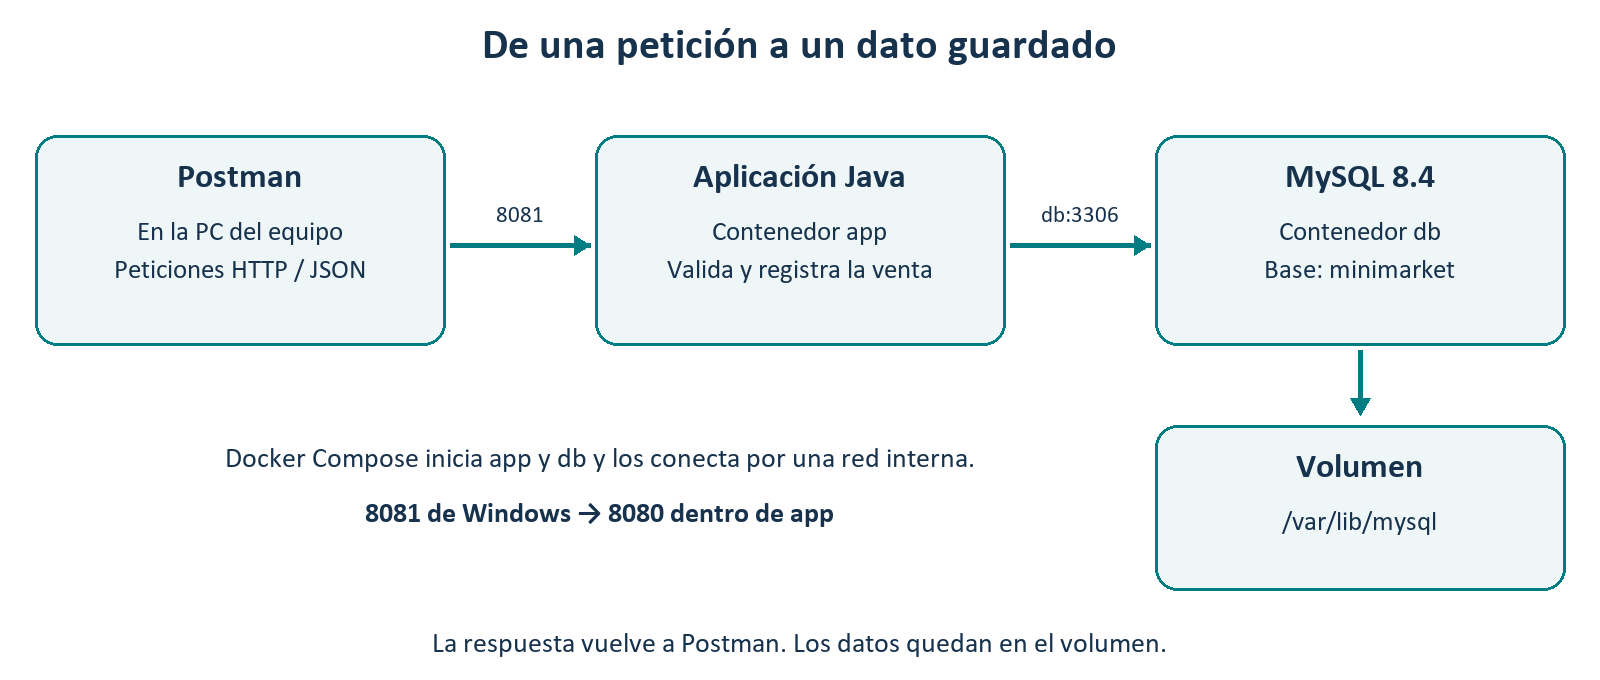 De una petición a un dato guardado
Postman
En la PC del equipo
Peticiones HTTP / JSON
8081
Aplicación Java
Contenedor app
Valida y registra la venta
db:3306
MySQL 8.4
Contenedor db
Base: minimarket
Docker Compose inicia app y db y los conecta por una red interna.
8081 de Windows → 8080 dentro de app
Volumen
/var/lib/mysql
La respuesta vuelve a Postman. Los datos quedan en el volumen.